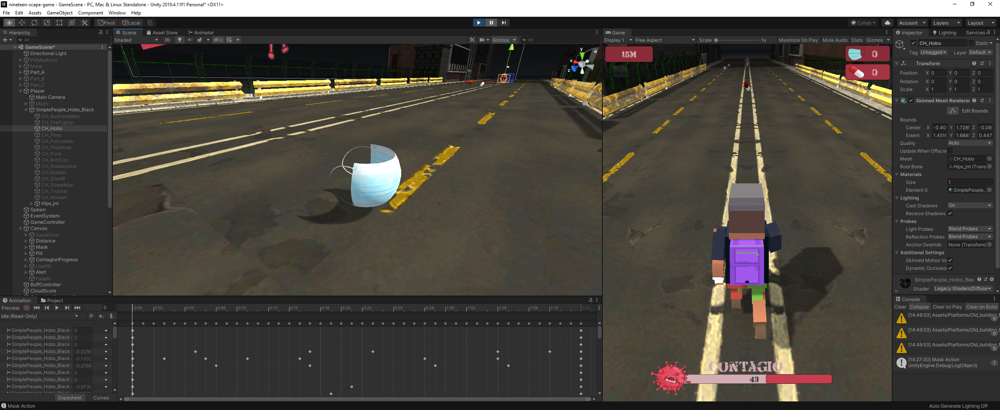 nineteen-scape-game - GameScene - PC, Mac & Linux Standalone - Unity 2019.4.11f1 Personal* <DX11>
File Edit Assets GameObject Component Window Help
Pivot Local Collab Account Layers Layout
Hierarchy
All
GameScene*
Directional Light
PillMedicine
Mask
Part_A
Part_B
Part_C
Player
Main Camera
Mesh
SimplePeople_Hobo_Black
CH_BusinessMan
CH_FireFighter
CH_Hobo
CH_Pimp
CH_Policeman
CH_Prostitute
CH_Punk
CH_RiotCop
CH_Roadworker
CH_Robber
CH_Sheriff
CH_StreetMan
CH_Trucker
CH_Woman
Hips_jnt
Spawn
EventSystem
GameController
Canvas
GameOver
Distance
Mask
Pill
ContagionProgress
UsePill
Alert
FadeIn
BuffController
CloudScore
Scene Asset Store Animator
Shaded 2D 0 Gizmos All
y
x
z
Game
Display 1 Free Aspect Scale 1x Maximize On Play Mute Audio Stats Gizmos
15M
0
0
CONTAGIO
43
Inspector Lighting Services
CH_Hobo Static
Tag Untagged Layer Default
Transform
Position X 0 Y 0 Z 0
Rotation X 0 Y 0 Z 0
Scale X 1 Y 1 Z 1
Skinned Mesh Renderer
Edit Bounds
Bounds
Center X -0.40 Y 1.728 Z -0.06
Extent X 1.451 Y 1.684 Z 0.447
Quality Auto
Update When Offscre
Mesh CH_Hobo
Root Bone Hips_jnt (Trans
Materials
Size 1
Element 0 SimplePeople_
Lighting
Cast Shadows On
Receive Shadows
Probes
Light Probes Blend Probes
Reflection Probes Blend Probes
Anchor Override None (Transform)
Additional Settings
Skinned Motion Ve
Dynamic Occlusion
SimplePeople_Hobo_Blac
Shader Legacy Shaders/Diffuse
Animation Project
Preview 0
Idle (Read-Only)
0:00 0:02 0:05 0:08 0:10 0:13 0:15 0:18 0:20 0:22 0:25 0:28 1:00 1:02 1:05 1:08 1:10 1:13
SimplePeople_Hobo_Black : 0
SimplePeople_Hobo_Black : 0
SimplePeople_Hobo_Black : 0
SimplePeople_Hobo_Black : -0.0259
SimplePeople_Hobo_Black : -0.1302
SimplePeople_Hobo_Black : -0.2194
SimplePeople_Hobo_Black : 0
SimplePeople_Hobo_Black : 0
SimplePeople_Hobo_Black : -0.8739
Dopesheet Curves
Console
Clear Collapse Clear on Play Clear on Build
[14:49:53] Assets/Platforms/Old_building_
9
[14:49:53] Assets/Platforms/Old_building_
9
[14:49:53] Assets/Platforms/Old_building_
9
[14:27:30] Mask Action
UnityEngine.Debug:Log(Object)
1
Mask Action
Auto Generate Lighting Off